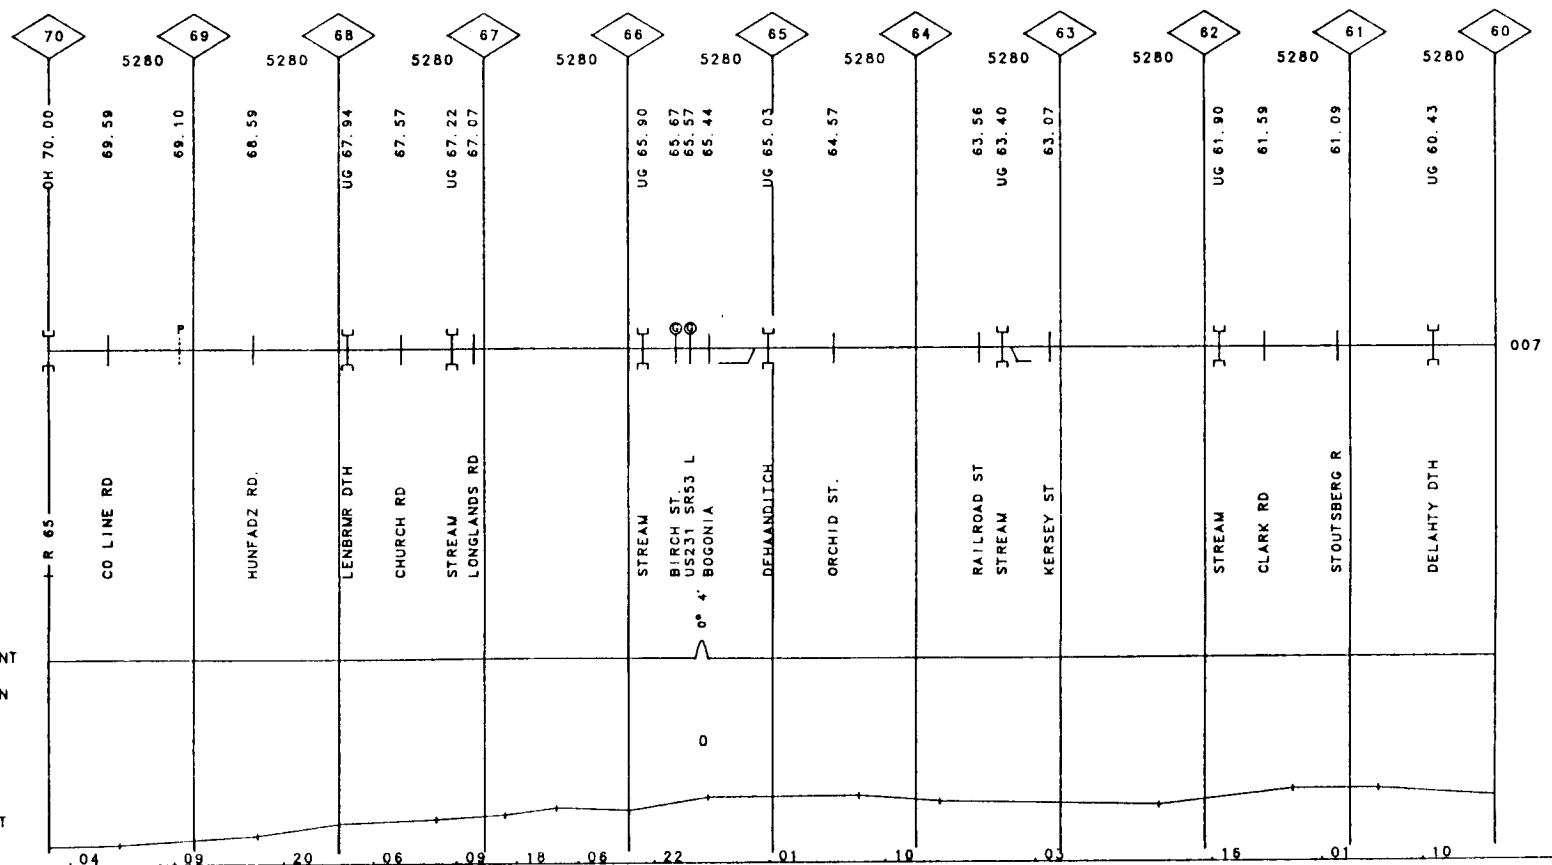 70 69 68 67 66 65 64 63 62 61 60
5280 5280 5280 5280 5280 5280 5280 5280 5280
OH 70.00
69.59
69.10
68.59
UG 67.94
67.57
UG 67.22
67.07
UG 65.90
65.67
65.57
65.44
UG 65.03
64.57
63.56
UG 63.40
63.07
UG 61.90
61.59
61.09
UG 60.43
P
G G
007
R 65
CO LINE RD
HUNFADZ RD.
LENBRMR DTH
CHURCH RD
STREAM
LONGLANDS RD
STREAM
BIRCH ST.
US231 SR53 L
BOGONIA
DEHAANDITCH
ORCHID ST.
RAILROAD ST
STREAM
KERSEY ST
STREAM
CLARK RD
STOUTSBERG R
DELAHTY DTH
0° 4'
NT
N
0
T
.04 .09 .20 .06 .09 .18 .06 .22 .01 .10 .03 .16 .01 .10